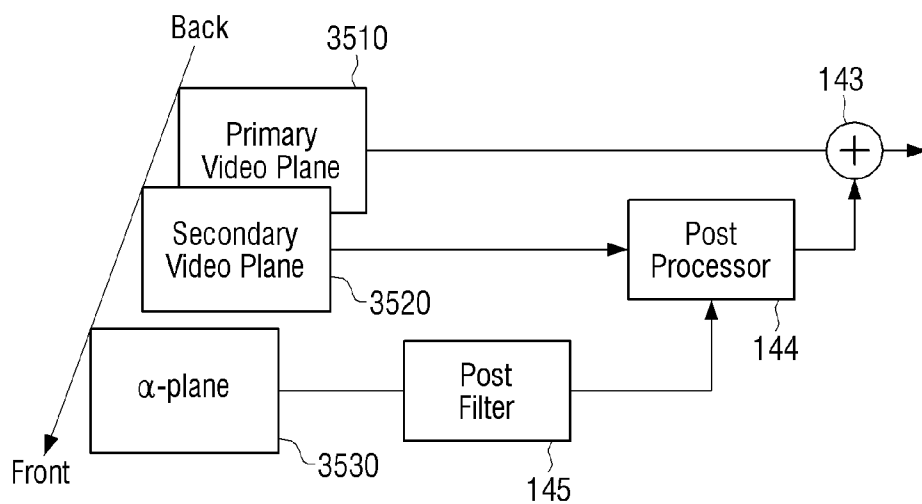 Back
3510
Primary
Video Plane
143
+
Secondary
Video Plane
3520
Post
Processor
144
α-plane
3530
Post
Filter
145
Front